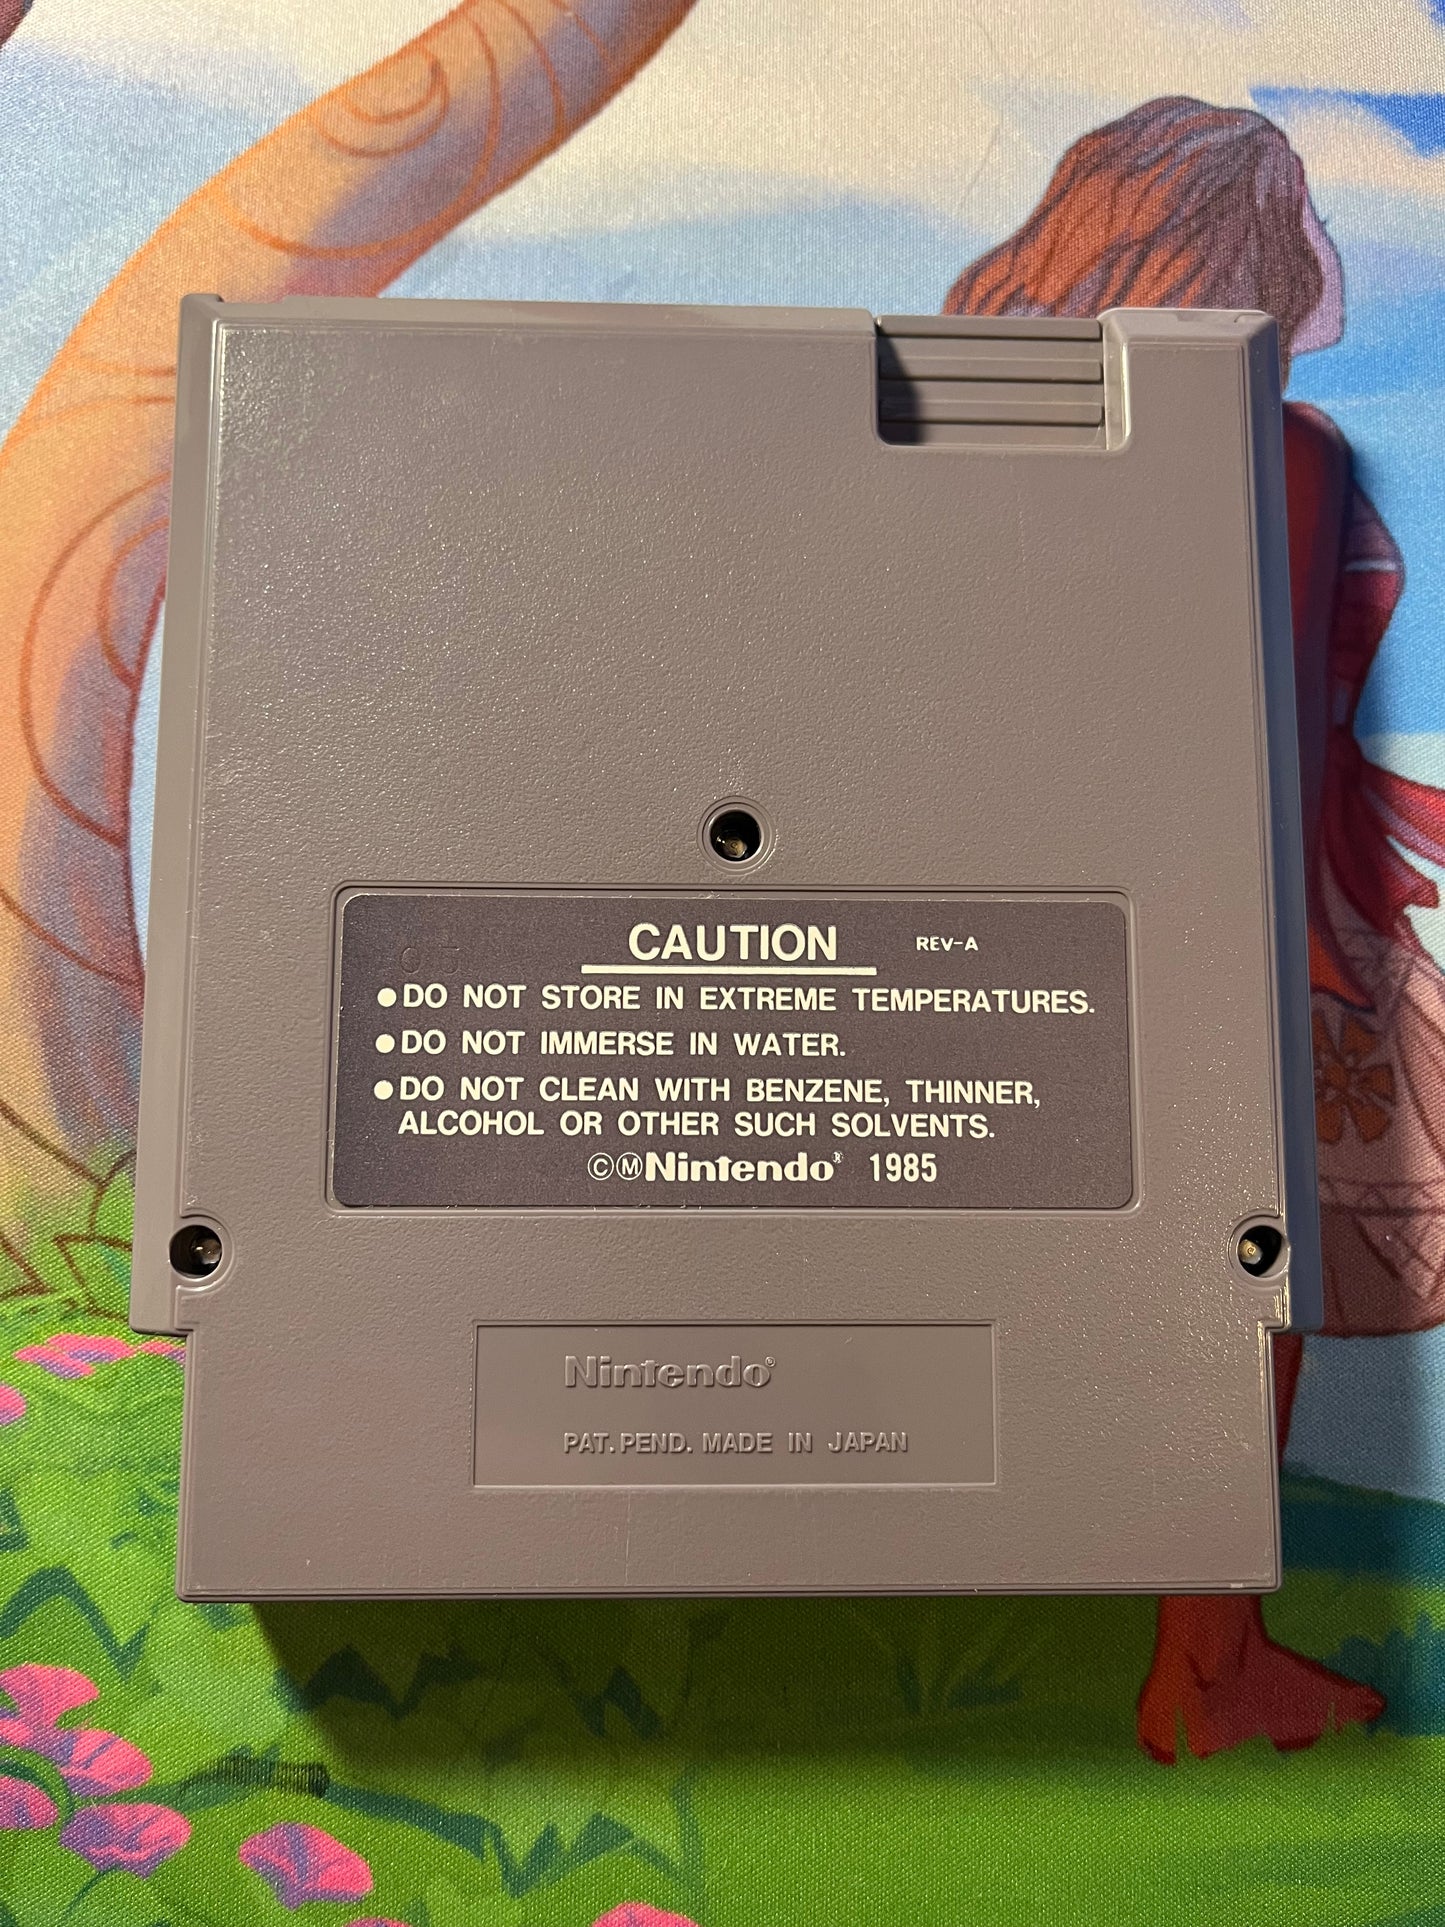 CAUTION REV-A
●DO NOT STORE IN EXTREME TEMPERATURES.
●DO NOT IMMERSE IN WATER.
●DO NOT CLEAN WITH BENZENE, THINNER,
ALCOHOL OR OTHER SUCH SOLVENTS.
©ⓂNintendo® 1985
Nintendo®
PAT. PEND. MADE IN JAPAN